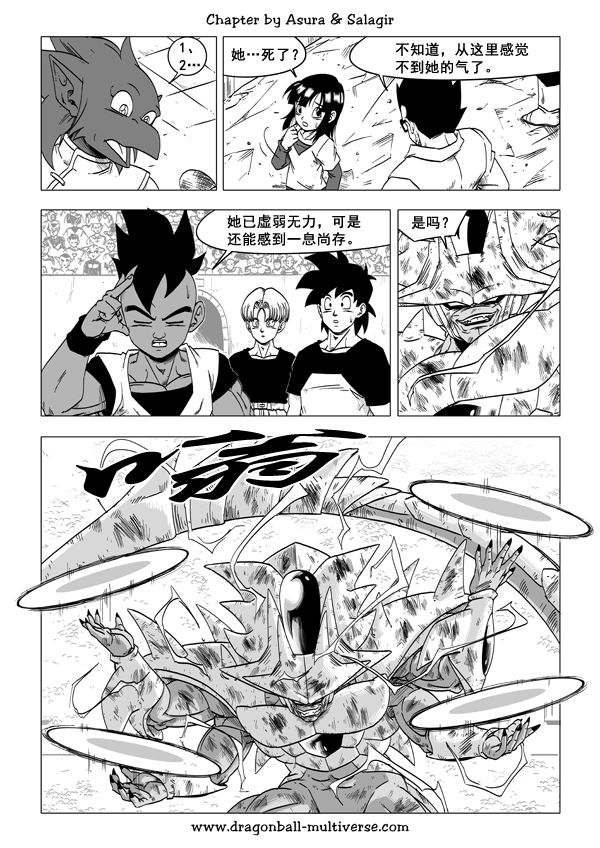 Chapter by Asura & Salagir
1、
2…
她…死了？
不知道，从这里感觉
不到她的气了。
她已虚弱无力，可是
还能感到一息尚存。
是吗？
嗡
www.dragonball-multiverse.com